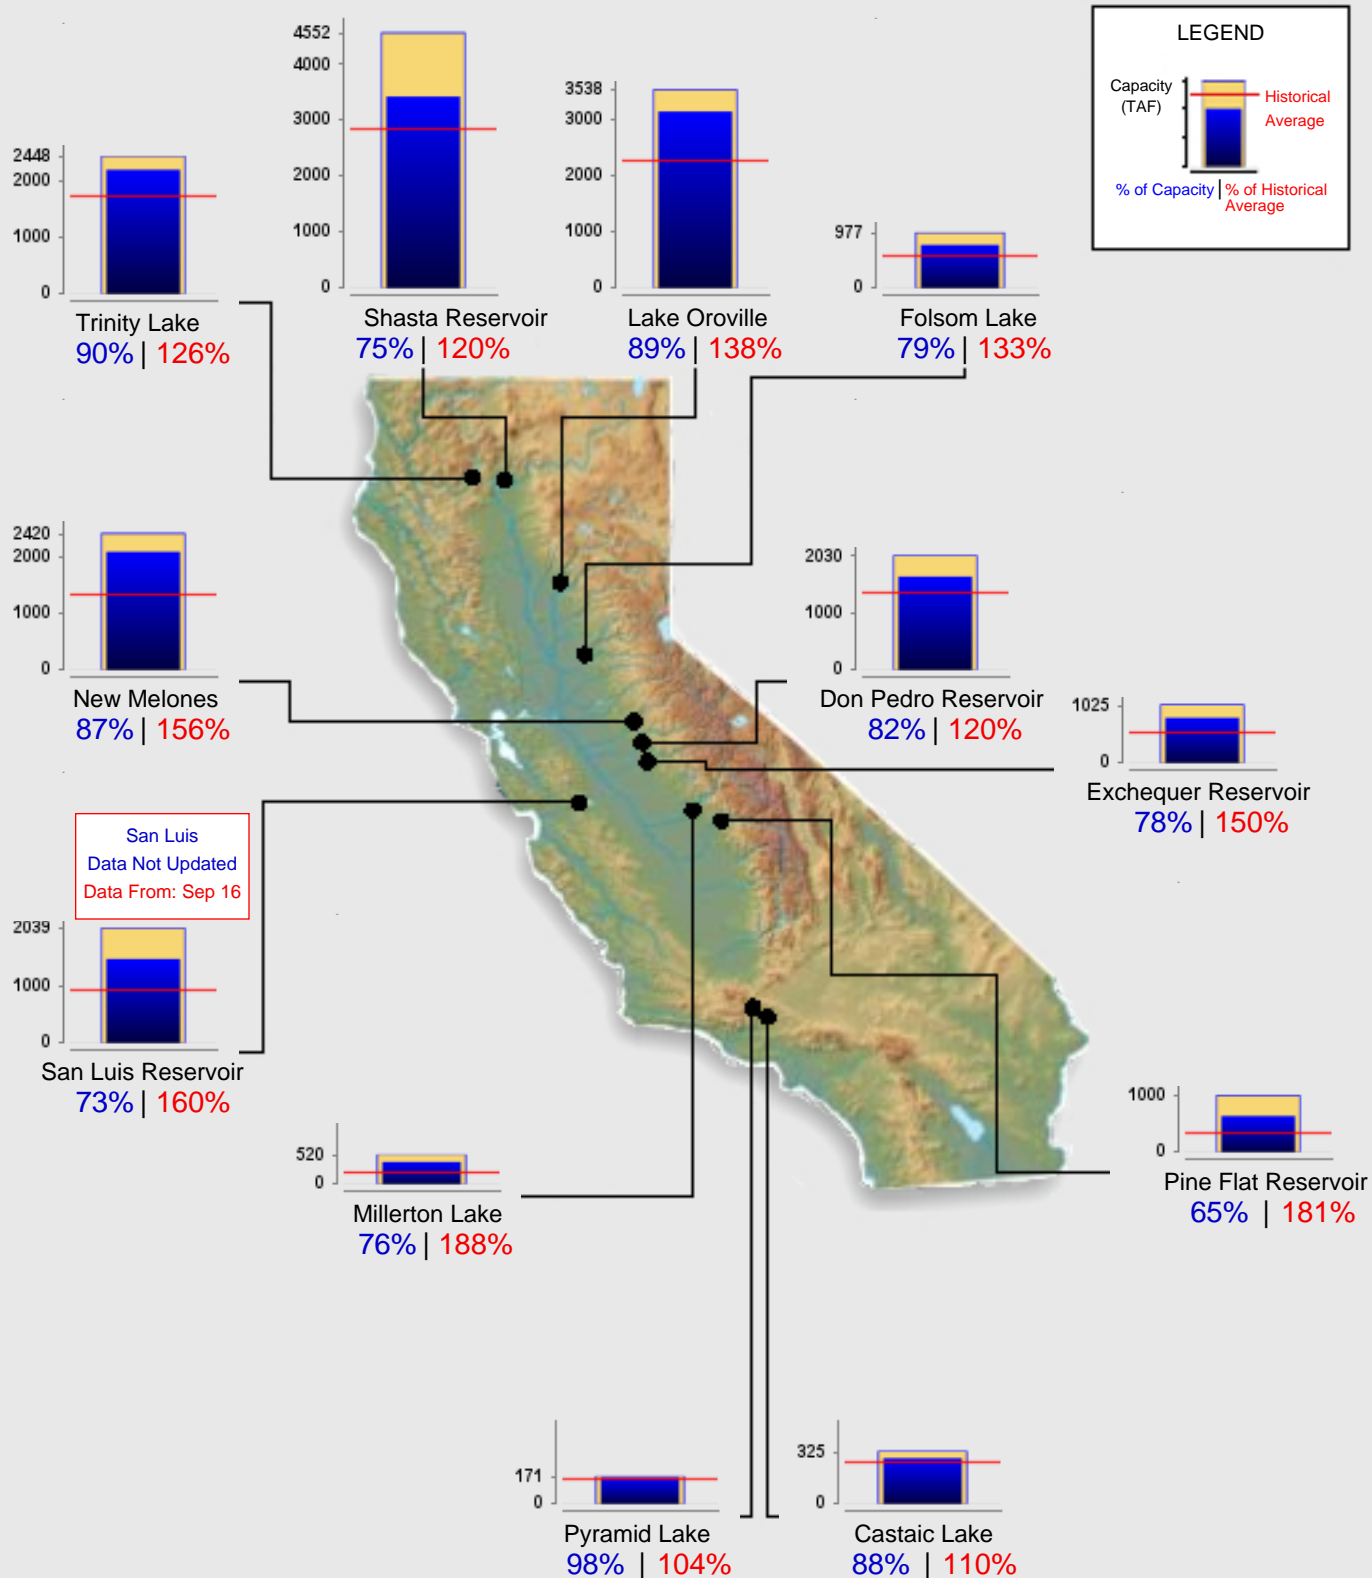 LEGEND
Capacity
(TAF)
Historical
Average
% of Capacity | % of Historical
Average
4552
4000
3000
2000
1000
0
Shasta Reservoir
75% | 120%
3538
3000
2000
1000
0
Lake Oroville
89% | 138%
2448
2000
1000
0
Trinity Lake
90% | 126%
977
0
Folsom Lake
79% | 133%
2420
2000
1000
0
New Melones
87% | 156%
2030
1000
0
Don Pedro Reservoir
82% | 120%
1025
0
Exchequer Reservoir
78% | 150%
San Luis
Data Not Updated
Data From: Sep 16
2039
1000
0
San Luis Reservoir
73% | 160%
520
0
Millerton Lake
76% | 188%
1000
0
Pine Flat Reservoir
65% | 181%
171
0
Pyramid Lake
98% | 104%
325
0
Castaic Lake
88% | 110%